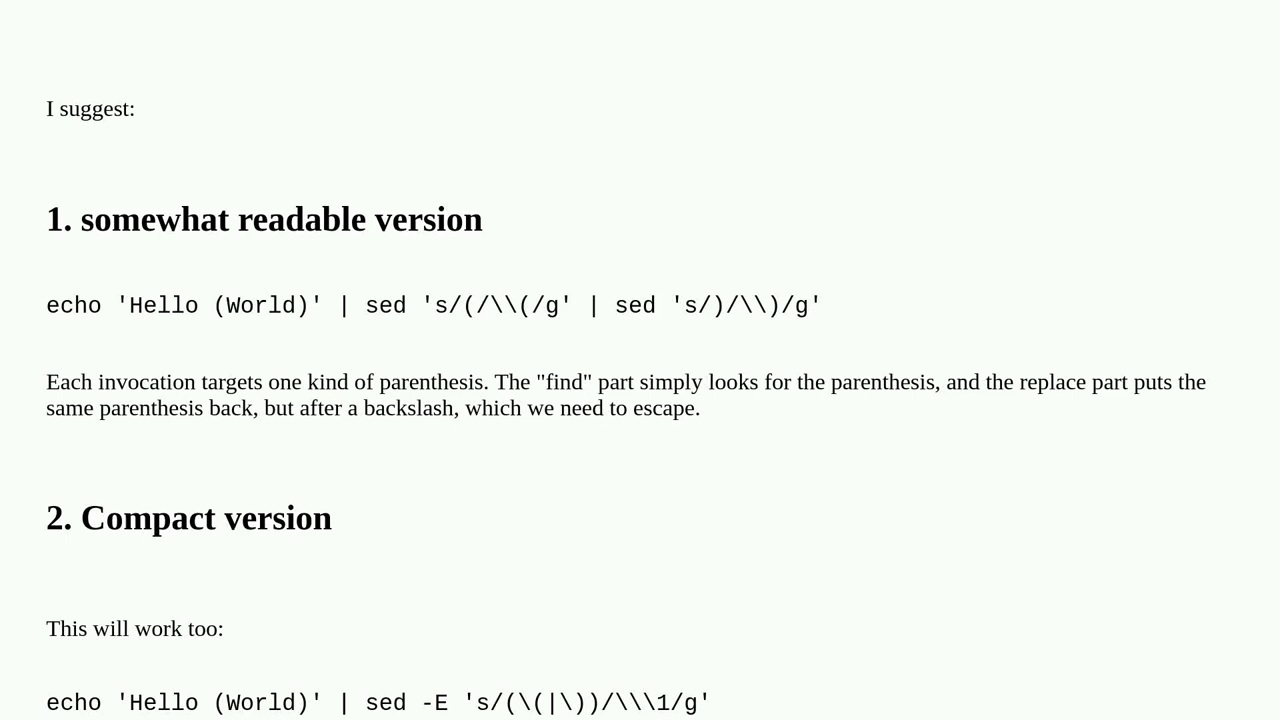 I suggest:
1. somewhat readable version
echo 'Hello (World)' | sed 's/(/\\(/g' | sed 's/)/\\)/g'
Each invocation targets one kind of parenthesis. The "find" part simply looks for the parenthesis, and the replace part puts the
same parenthesis back, but after a backslash, which we need to escape.
2. Compact version
This will work too:
echo 'Hello (World)' | sed -E 's/(\(|\))/\\\1/g'